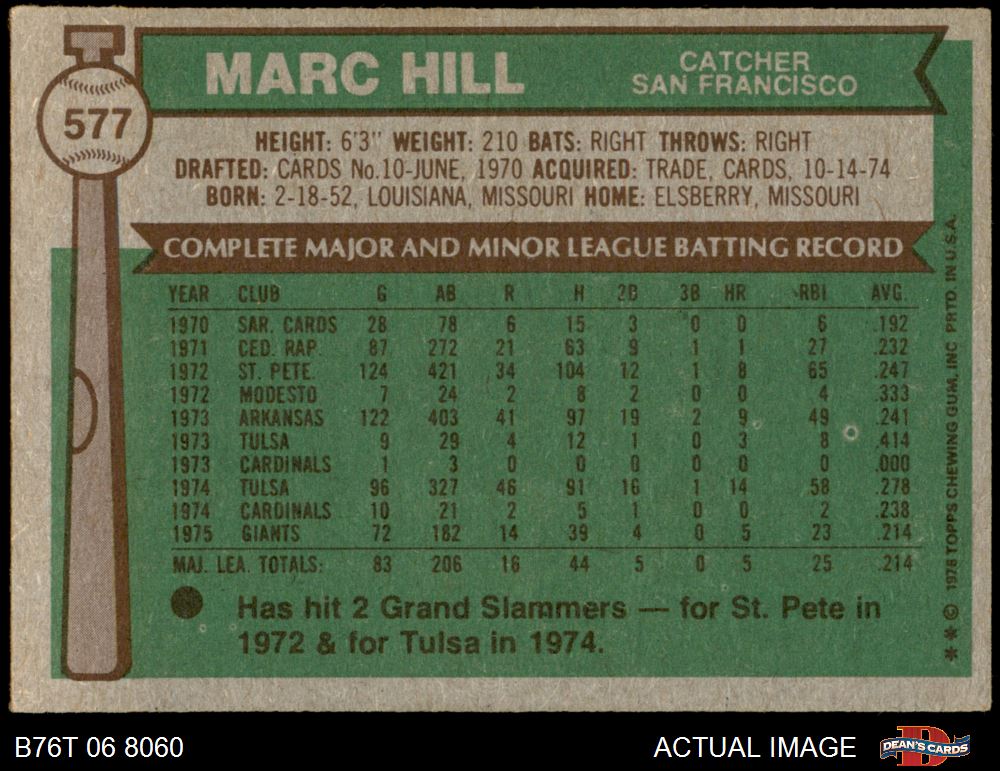 577
MARC HILL
CATCHER
SAN FRANCISCO
HEIGHT: 6'3" WEIGHT: 210 BATS: RIGHT THROWS: RIGHT
DRAFTED: CARDS No.10-JUNE, 1970 ACQUIRED: TRADE, CARDS, 10-14-74
BORN: 2-18-52, LOUISIANA, MISSOURI HOME: ELSBERRY, MISSOURI
COMPLETE MAJOR AND MINOR LEAGUE BATTING RECORD
YEAR CLUB G AB R H 2B 3B HR RBI AVG.
1970 SAR. CARDS 28 78 6 15 3 0 0 6 .192
1971 CED. RAP. 87 272 21 63 9 1 1 27 .232
1972 ST. PETE. 124 421 34 104 12 1 8 65 .247
1972 MODESTO 7 24 2 8 2 0 0 4 .333
1973 ARKANSAS 122 403 41 97 19 2 9 49 .241
1973 TULSA 9 29 4 12 1 0 3 8 .414
1973 CARDINALS 1 3 0 0 0 0 0 0 .000
1974 TULSA 96 327 46 91 16 1 14 58 .278
1974 CARDINALS 10 21 2 5 1 0 0 2 .238
1975 GIANTS 72 182 14 39 4 0 5 23 .214
MAJ. LEA. TOTALS: 83 206 16 44 5 0 5 25 .214
Has hit 2 Grand Slammers — for St. Pete in
1972 & for Tulsa in 1974.
** © 1976 TOPPS CHEWING GUM, INC. PRTD. IN U.S.A.
B76T 06 8060
ACTUAL IMAGE
DEAN'S CARDS